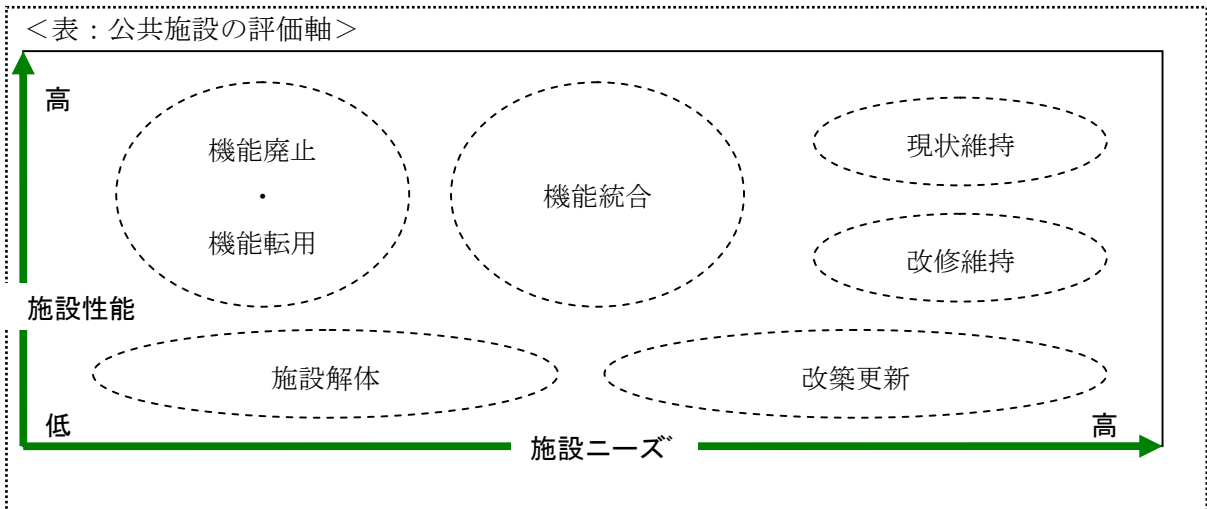 <表:公共施設の評価軸>
高
機能廃止
・
機能転用
機能統合
現状維持
改修維持
施設性能
施設解体
改築更新
低
施設ニーズ
高